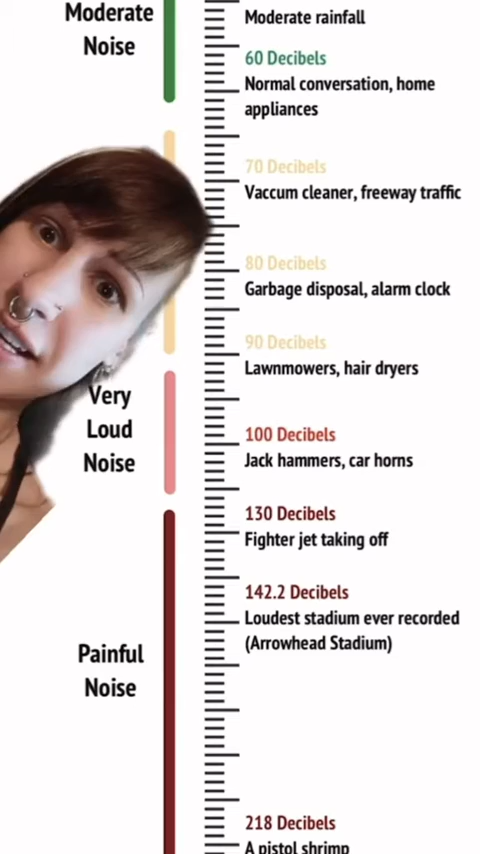 Moderate
Noise
Moderate rainfall
60 Decibels
Normal conversation, home
appliances
70 Decibels
Vaccum cleaner, freeway traffic
80 Decibels
Garbage disposal, alarm clock
90 Decibels
Lawnmowers, hair dryers
Very
Loud
Noise
100 Decibels
Jack hammers, car horns
130 Decibels
Fighter jet taking off
142.2 Decibels
Loudest stadium ever recorded
(Arrowhead Stadium)
Painful
Noise
218 Decibels
A pistol shrimp